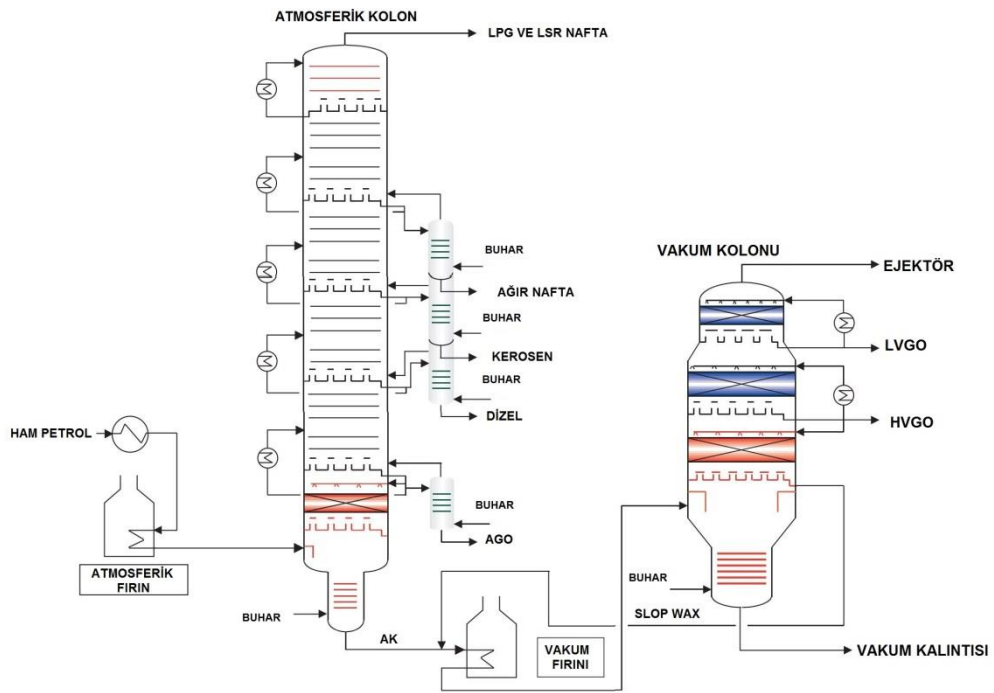 ATMOSFERİK KOLON
LPG VE LSR NAFTA
BUHAR
AĞIR NAFTA
BUHAR
KEROSEN
BUHAR
DİZEL
HAM PETROL
ATMOSFERİK
FIRIN
BUHAR
AGO
BUHAR
AK
VAKUM
FIRINI
VAKUM KOLONU
EJEKTÖR
LVGO
HVGO
BUHAR
SLOP WAX
VAKUM KALINTISI